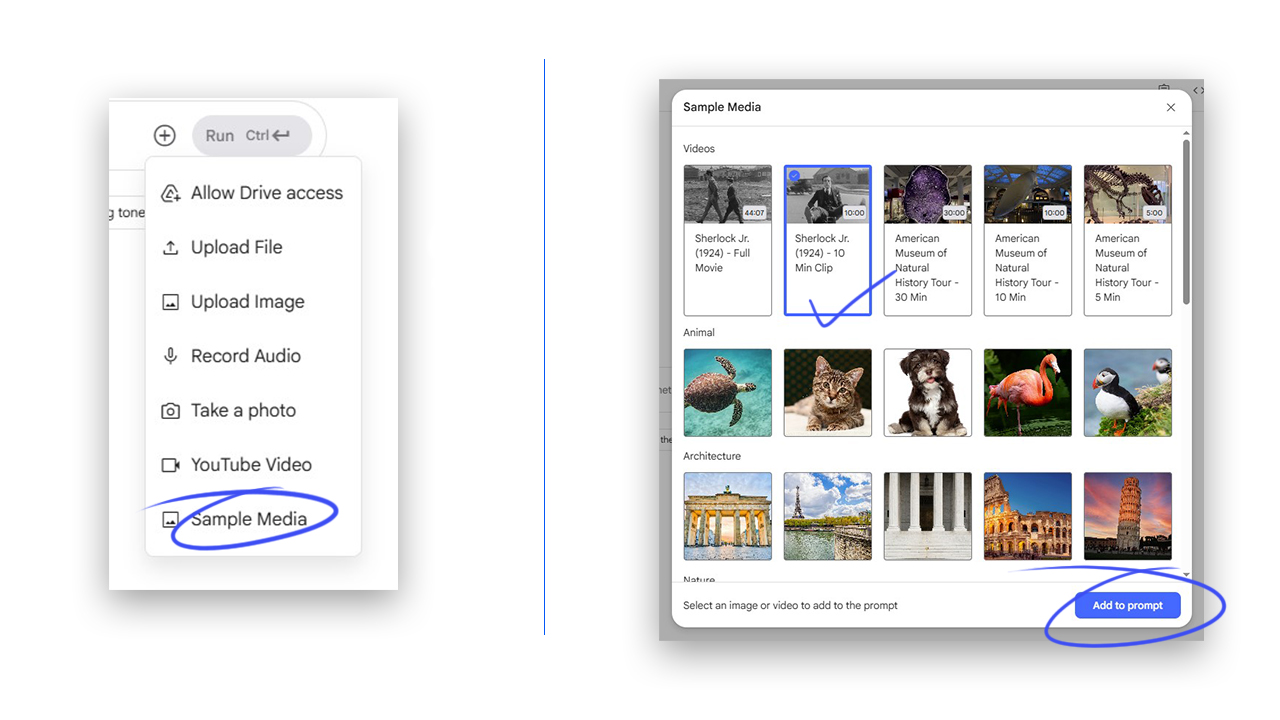 Run Ctrl
Allow Drive access
g tone
Upload File
Upload Image
Record Audio
Take a photo
YouTube Video
Sample Media
Sample Media
Videos
44:07
10:00
30:00
10:00
5:00
Sherlock Jr.
(1924) - Full
Movie
Sherlock Jr.
(1924) - 10
Min Clip
American
Museum of
Natural
History Tour -
30 Min
American
Museum of
Natural
History Tour -
10 Min
American
Museum of
Natural
History Tour -
5 Min
Animal
net
the
Architecture
Nature
Select an image or video to add to the prompt
Add to prompt